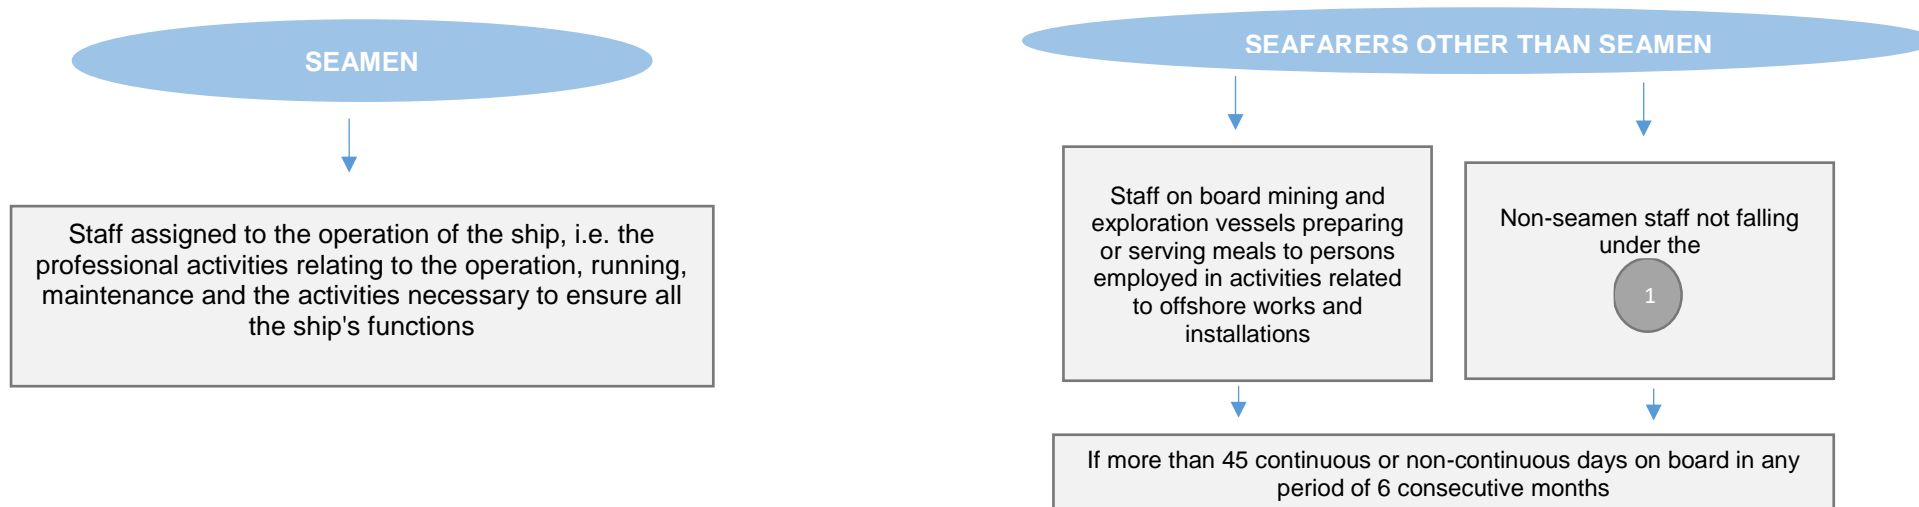 SEAMEN
Staff assigned to the operation of the ship, i.e. the
professional activities relating to the operation, running,
maintenance and the activities necessary to ensure all
the ship's functions
SEAFARERS OTHER THAN SEAMEN
Staff on board mining and
exploration vessels preparing
or serving meals to persons
employed in activities related
to offshore works and
installations
Non-seamen staff not falling
under the
1
If more than 45 continuous or non-continuous days on board in any
period of 6 consecutive months